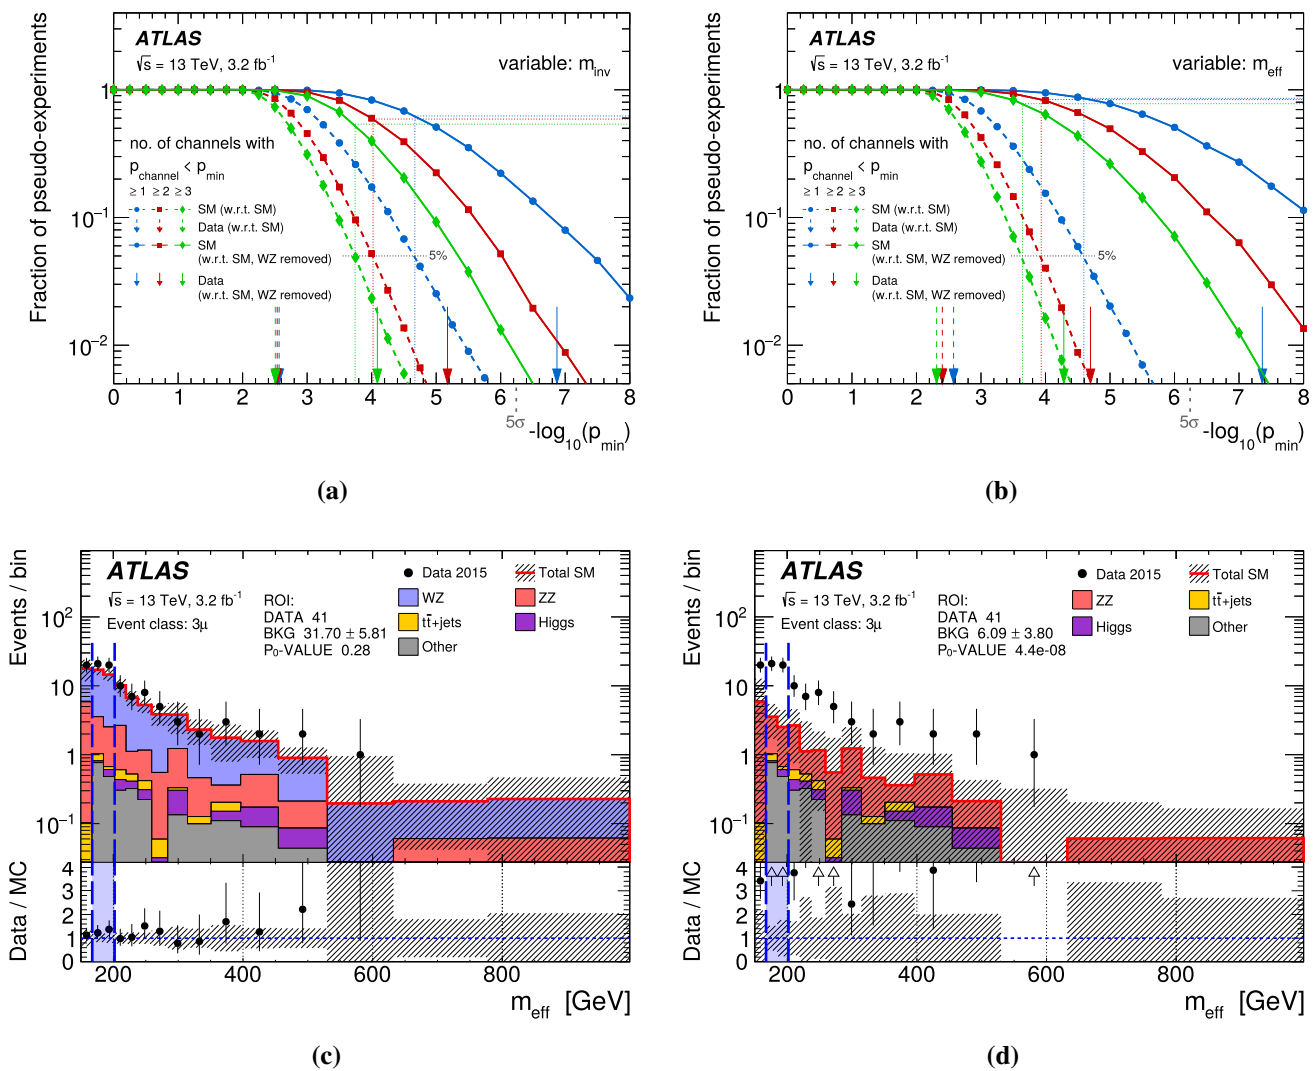 ATLAS
√s = 13 TeV, 3.2 fb⁻¹
variable: m_inv
Fraction of pseudo-experiments
1
10⁻¹
10⁻²
no. of channels with
p_channel < p_min
≥ 1 ≥ 2 ≥ 3
SM (w.r.t. SM)
Data (w.r.t. SM)
SM
(w.r.t. SM, WZ removed)
Data
(w.r.t. SM, WZ removed)
5%
0 1 2 3 4 5 6 7 8
5σ
-log₁₀(p_min)
(a)
ATLAS
√s = 13 TeV, 3.2 fb⁻¹
variable: m_eff
Fraction of pseudo-experiments
1
10⁻¹
10⁻²
no. of channels with
p_channel < p_min
≥ 1 ≥ 2 ≥ 3
SM (w.r.t. SM)
Data (w.r.t. SM)
SM
(w.r.t. SM, WZ removed)
Data
(w.r.t. SM, WZ removed)
5%
0 1 2 3 4 5 6 7 8
5σ
-log₁₀(p_min)
(b)
Events / bin
ATLAS
√s = 13 TeV, 3.2 fb⁻¹
Event class: 3μ
ROI:
DATA 41
BKG 31.70 ± 5.81
P₀-VALUE 0.28
Data 2015
Total SM
WZ
ZZ
tt̄+jets
Higgs
Other
10²
10
1
10⁻¹
Data / MC
4
3
2
1
0
200 400 600 800
m_eff [GeV]
(c)
Events / bin
ATLAS
√s = 13 TeV, 3.2 fb⁻¹
Event class: 3μ
ROI:
DATA 41
BKG 6.09 ± 3.80
P₀-VALUE 4.4e-08
Data 2015
Total SM
ZZ
tt̄+jets
Higgs
Other
10²
10
1
10⁻¹
Data / MC
4
3
2
1
0
200 400 600 800
m_eff [GeV]
(d)